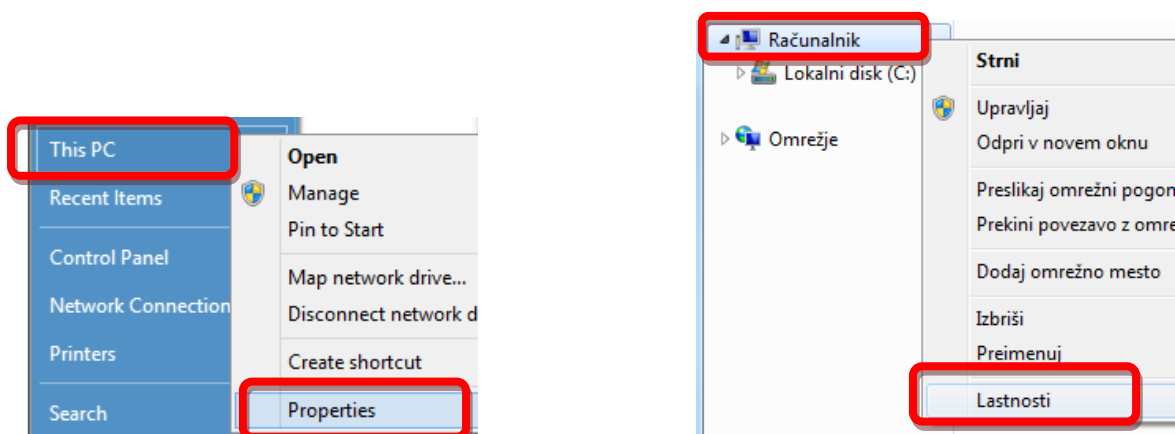 This PC
Recent Items
Control Panel
Network Connection
Printers
Search
Open
Manage
Pin to Start
Map network drive...
Disconnect network d
Create shortcut
Properties
Računalnik
Lokalni disk (C:)
Omrežje
Strni
Upravljaj
Odpri v novem oknu
Preslikaj omrežni pogon
Prekini povezavo z omre
Dodaj omrežno mesto
Izbriši
Preimenuj
Lastnosti